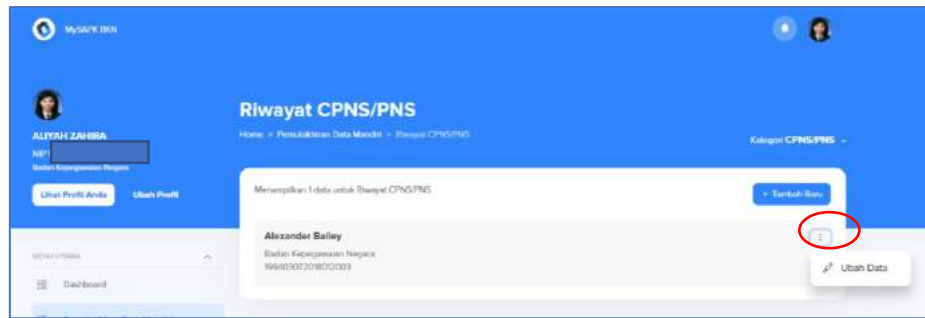 MySAPK BKN
Riwayat CPNS/PNS
ALIYAH ZAHIRA
Home > Pemutakhiran Data Mandiri > Riwayat CPNS/PNS
Kategori CPNS/PNS
NIP
Badan Kepegawaian Negara
Lihat Profil Anda
Ubah Profil
Menampilkan 1 data untuk Riwayat CPNS/PNS
+ Tambah Baru
Alexander Bailey
Badan Kepegawaian Negara
MENU UTAMA
Dashboard
Ubah Data